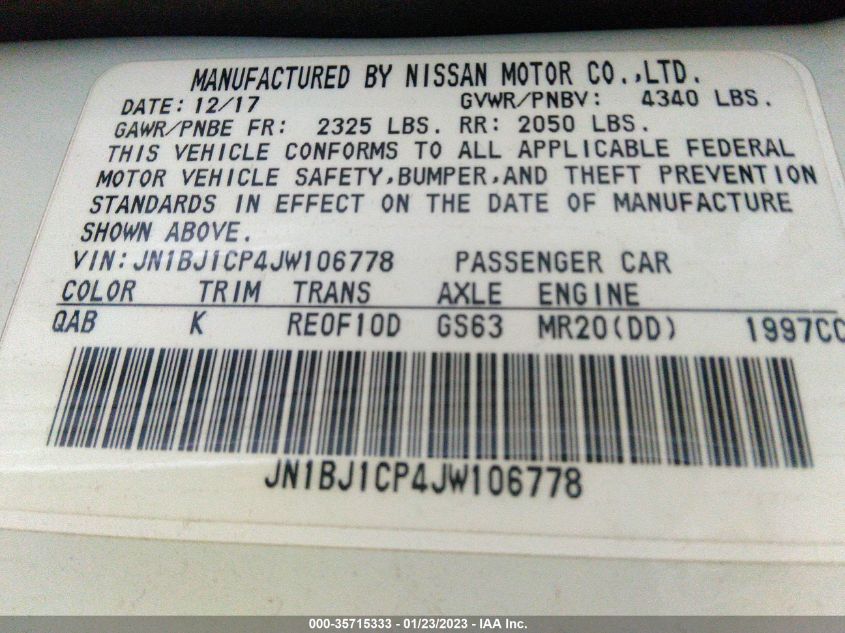 MANUFACTURED BY NISSAN MOTOR CO.,LTD.
DATE: 12/17 GVWR/PNBV: 4340 LBS.
GAWR/PNBE FR: 2325 LBS. RR: 2050 LBS.
THIS VEHICLE CONFORMS TO ALL APPLICABLE FEDERAL
MOTOR VEHICLE SAFETY,BUMPER,AND THEFT PREVENTION
STANDARDS IN EFFECT ON THE DATE OF MANUFACTURE
SHOWN ABOVE.
VIN:JN1BJ1CP4JW106778 PASSENGER CAR
COLOR TRIM TRANS AXLE ENGINE
QAB K RE0F10D GS63 MR20(DD) 1997CC
JN1BJ1CP4JW106778
000-35715333 - 01/23/2023 - IAA Inc.